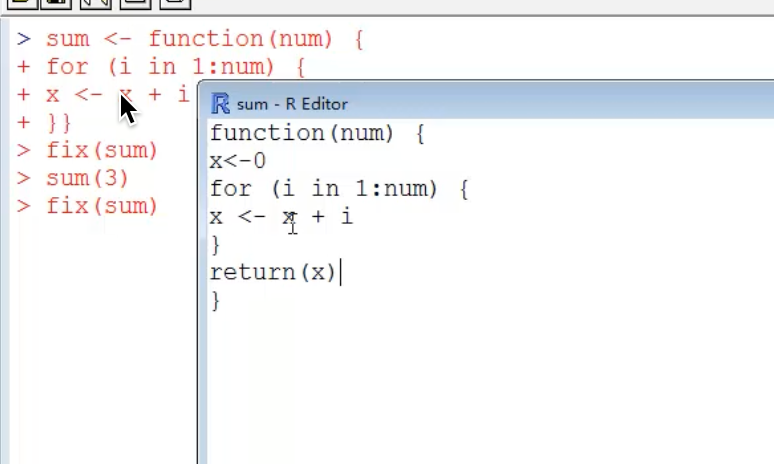 > sum <- function(num) {
+ for (i in 1:num) {
+ x <- x + i
+ }}
> fix(sum)
> sum(3)
> fix(sum)
sum - R Editor
function(num) {
x<-0
for (i in 1:num) {
x <- x + i
}
return(x)
}